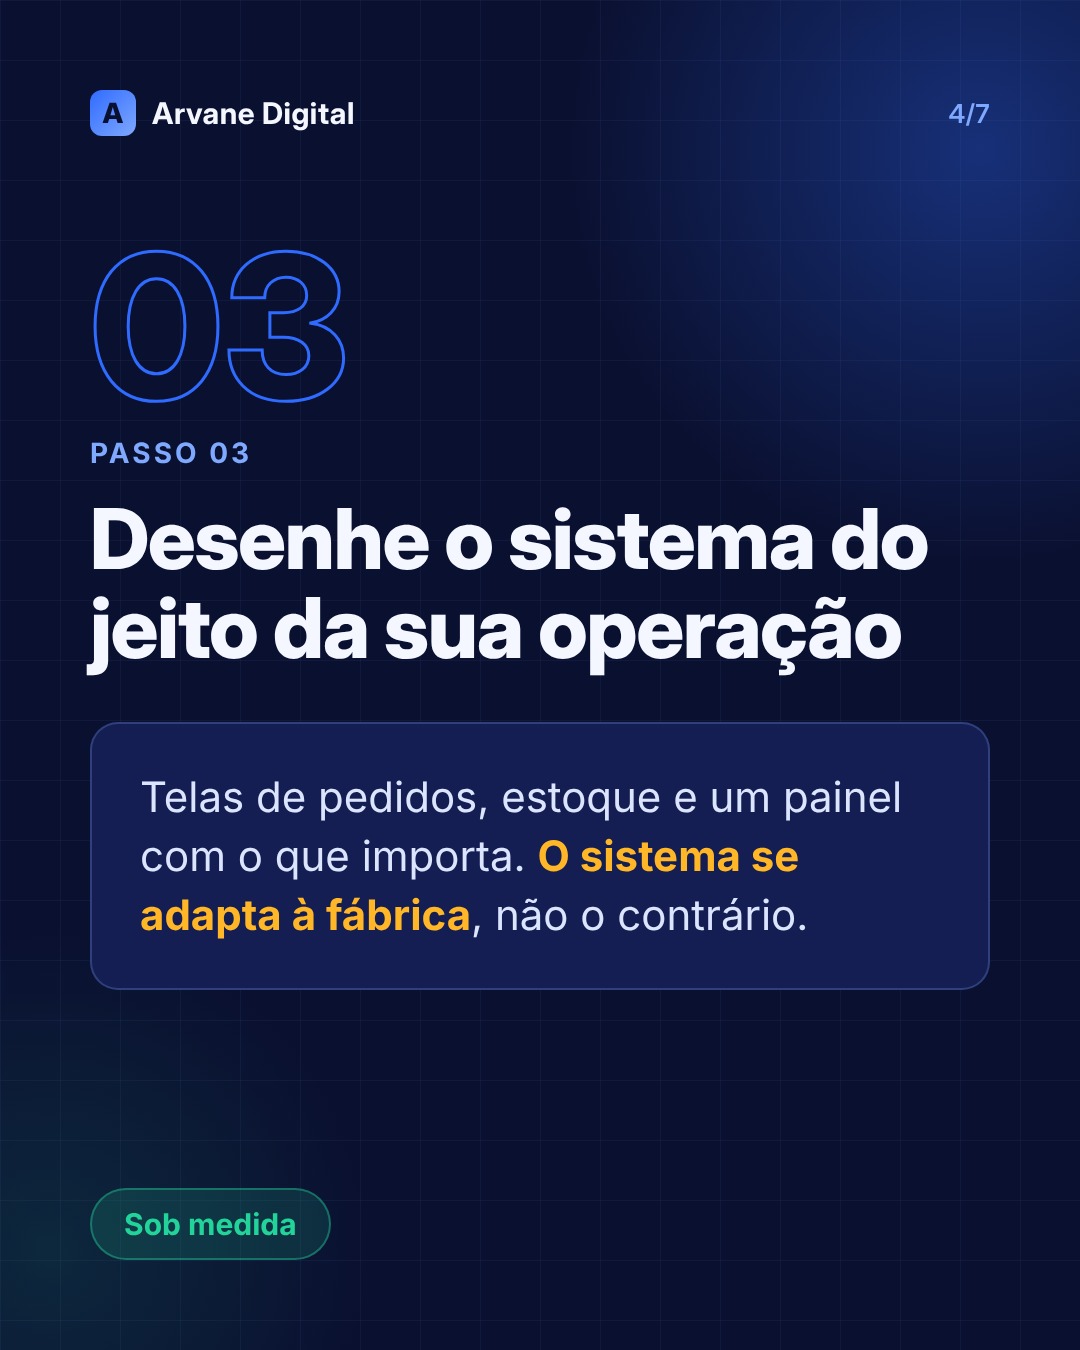 A Arvane Digital
4/7
03
PASSO 03
Desenhe o sistema do
jeito da sua operação
Telas de pedidos, estoque e um painel
com o que importa. O sistema se
adapta à fábrica, não o contrário.
Sob medida